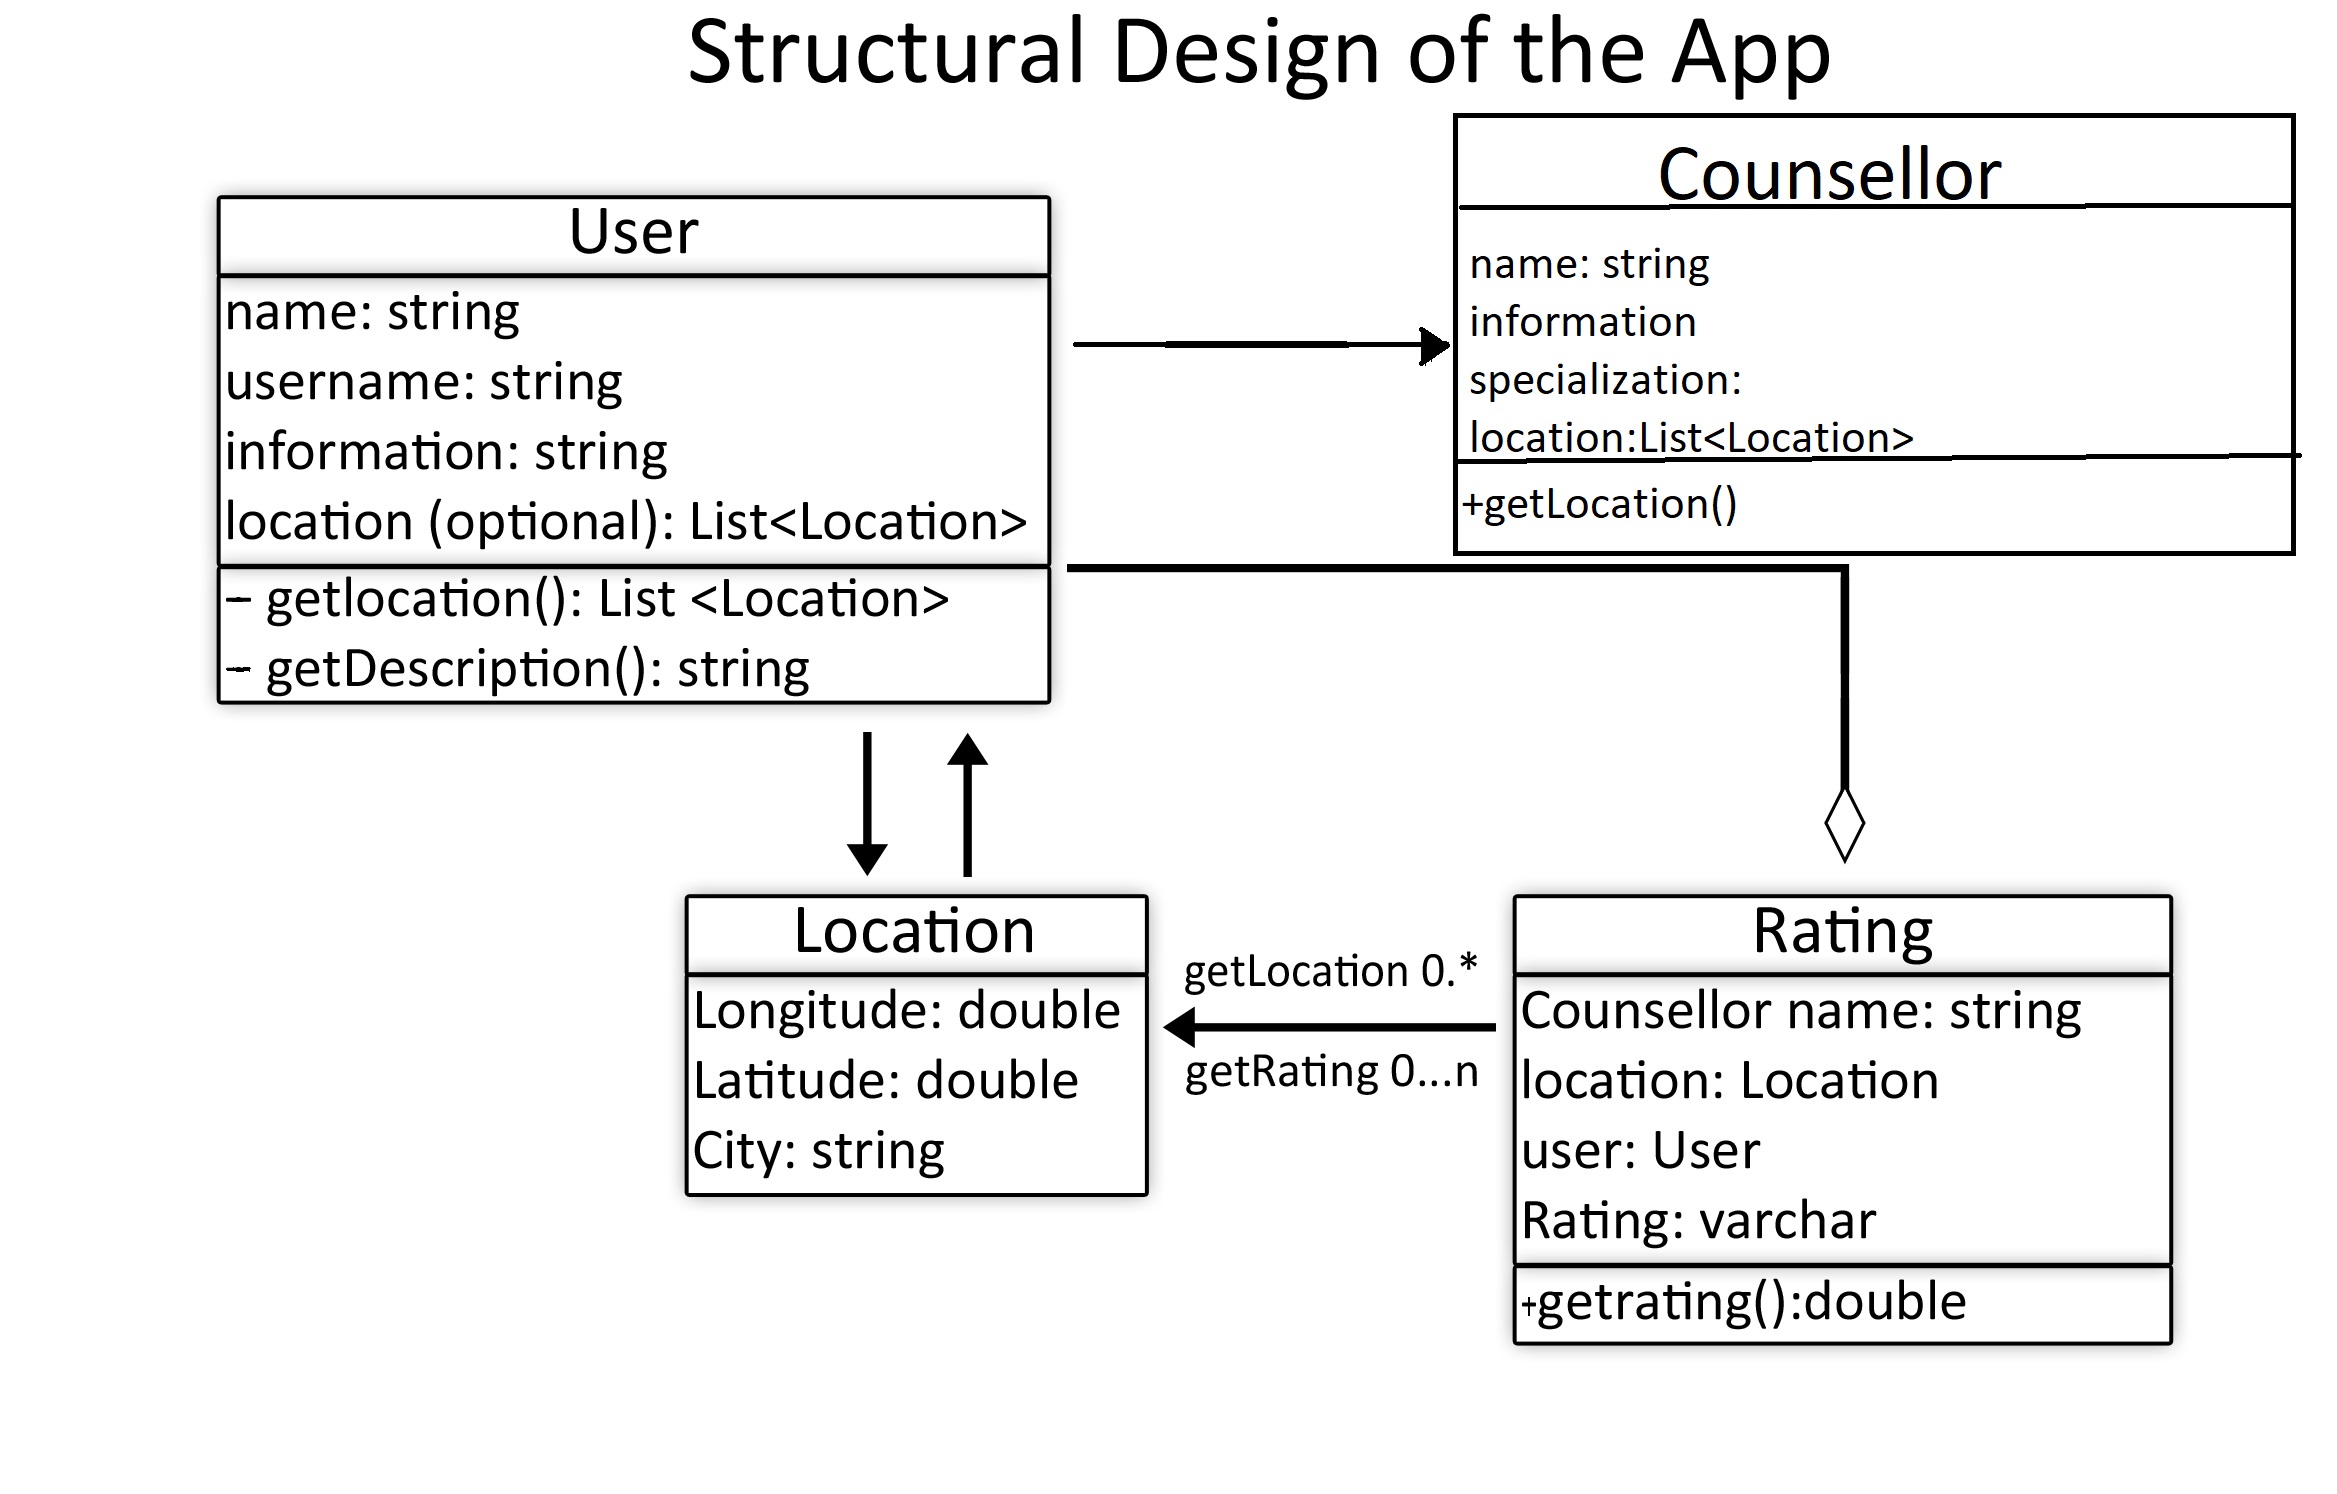 Structural Design of the App
User
name: string
username: string
information: string
location (optional): List<Location>
– getlocation(): List <Location>
– getDescription(): string
Counsellor
name: string
information
specialization:
location:List<Location>
+getLocation()
Location
Longitude: double
Latitude: double
City: string
getLocation 0.*
getRating 0...n
Rating
Counsellor name: string
location: Location
user: User
Rating: varchar
+getrating():double